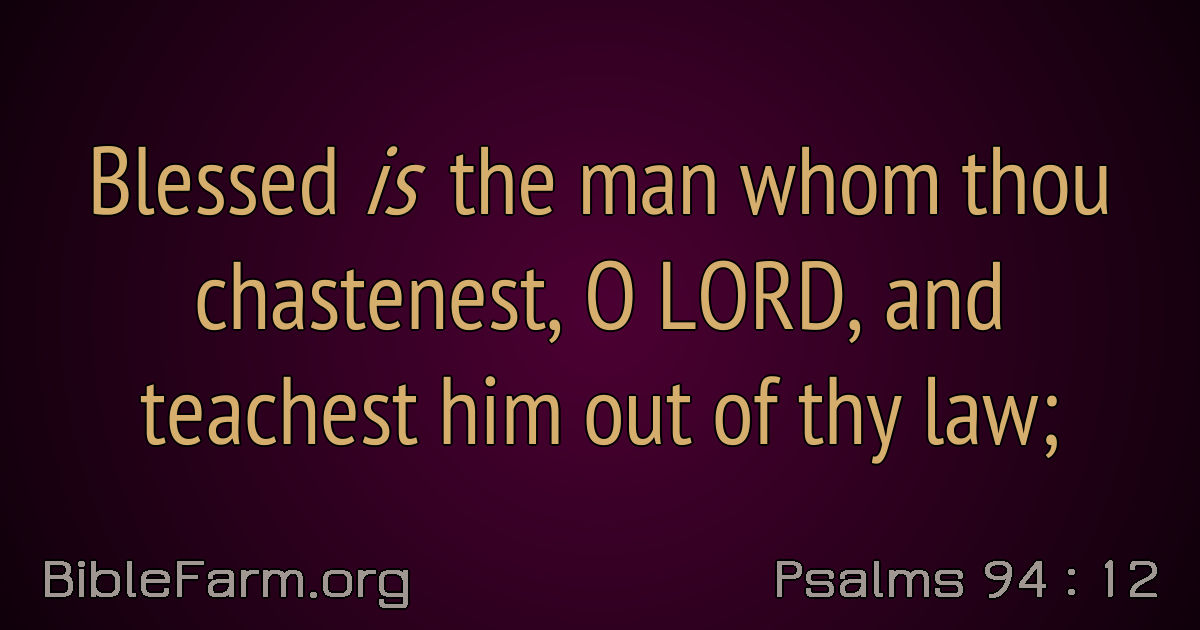 Blessed is the man whom thou
chastenest, O LORD, and
teachest him out of thy law;
BibleFarm.org
Psalms 94 : 12